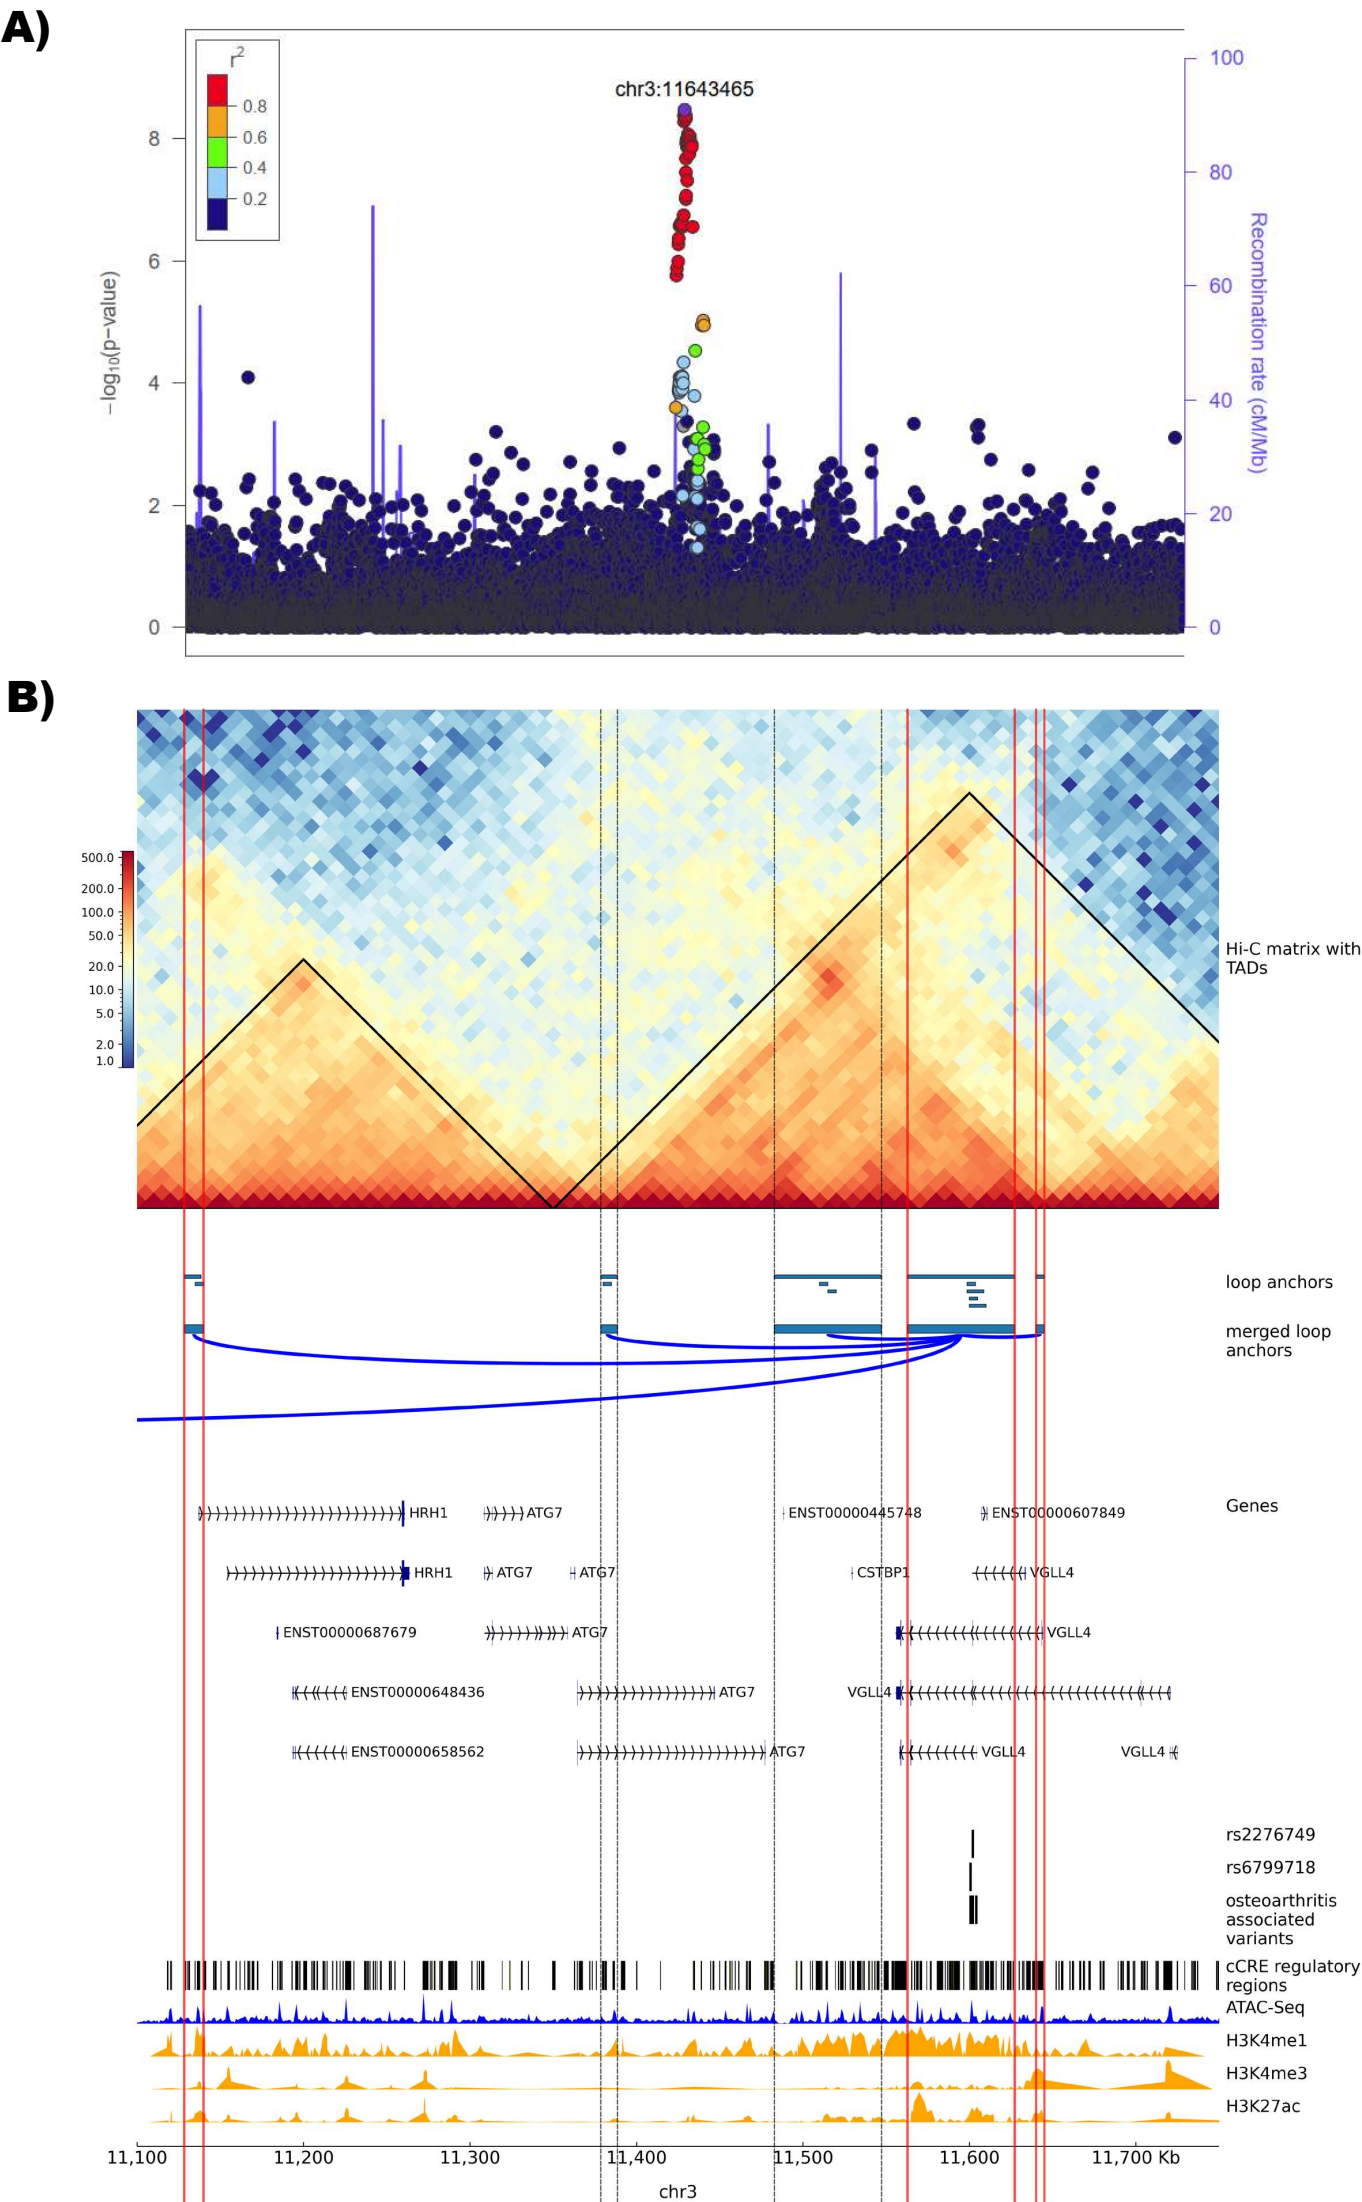 A)
r2
0.8
0.6
0.4
0.2
chr3:11643465
8
6
4
2
0
−log10(p−value)
100
80
60
40
20
0
Recombination rate (cM/Mb)
B)
500.0
200.0
100.0
50.0
20.0
10.0
5.0
2.0
1.0
Hi-C matrix with
TADs
loop anchors
merged loop
anchors
HRH1
ATG7
ENST00000445748
ENST00000607849
Genes
HRH1
ATG7
ATG7
CSTBP1
VGLL4
ENST00000687679
ATG7
VGLL4
ENST00000648436
ATG7
VGLL4
ENST00000658562
ATG7
VGLL4
VGLL4
rs2276749
rs6799718
osteoarthritis
associated
variants
cCRE regulatory
regions
ATAC-Seq
H3K4me1
H3K4me3
H3K27ac
11,100
11,200
11,300
11,400
11,500
11,600
11,700 Kb
chr3